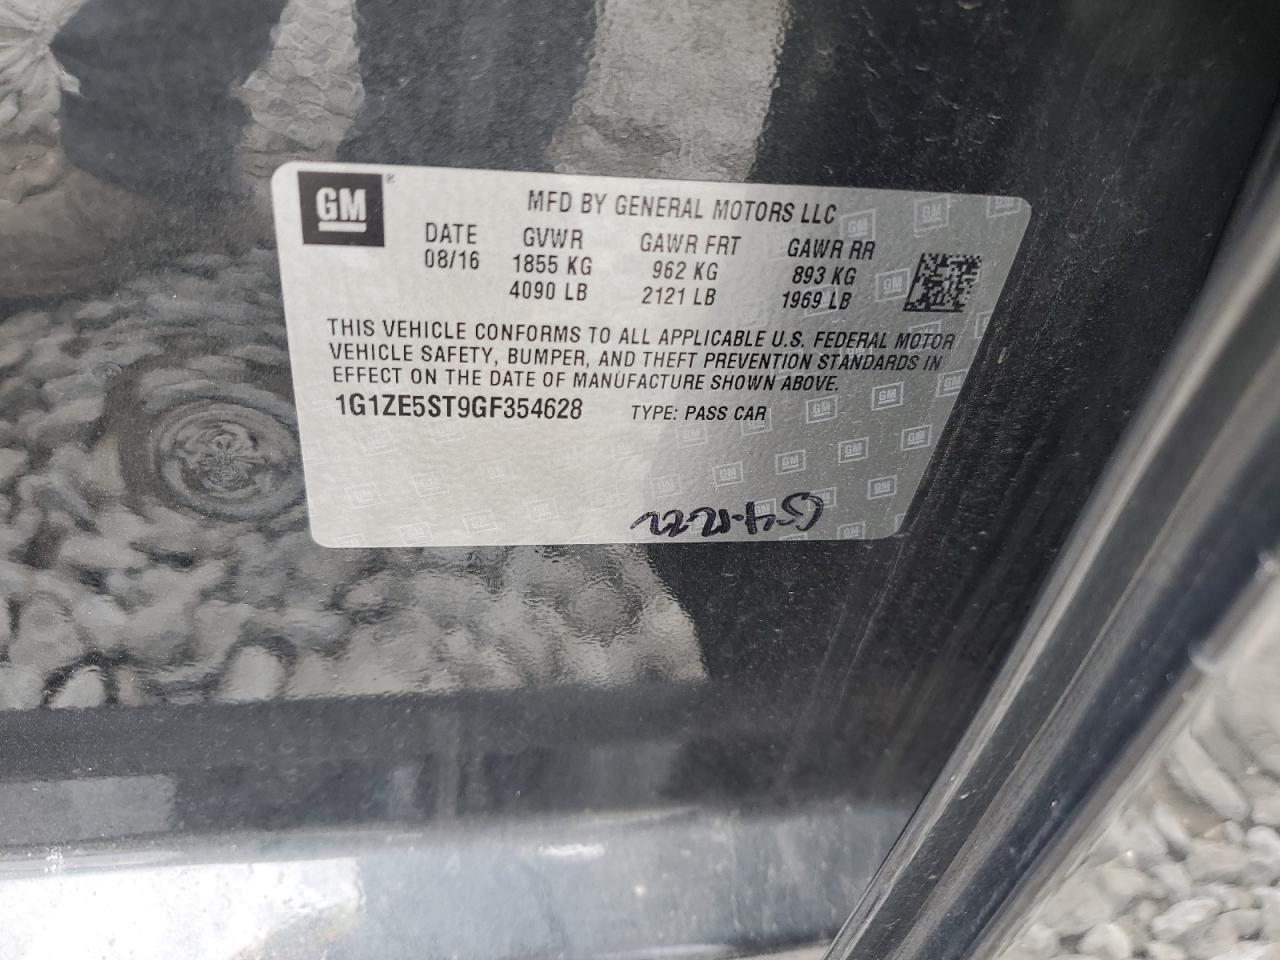 GM
MFD BY GENERAL MOTORS LLC
DATE GVWR GAWR FRT GAWR RR
08/16 1855 KG 962 KG 893 KG
4090 LB 2121 LB 1969 LB
THIS VEHICLE CONFORMS TO ALL APPLICABLE U.S. FEDERAL MOTOR
VEHICLE SAFETY, BUMPER, AND THEFT PREVENTION STANDARDS IN
EFFECT ON THE DATE OF MANUFACTURE SHOWN ABOVE.
1G1ZE5ST9GF354628 TYPE: PASS CAR